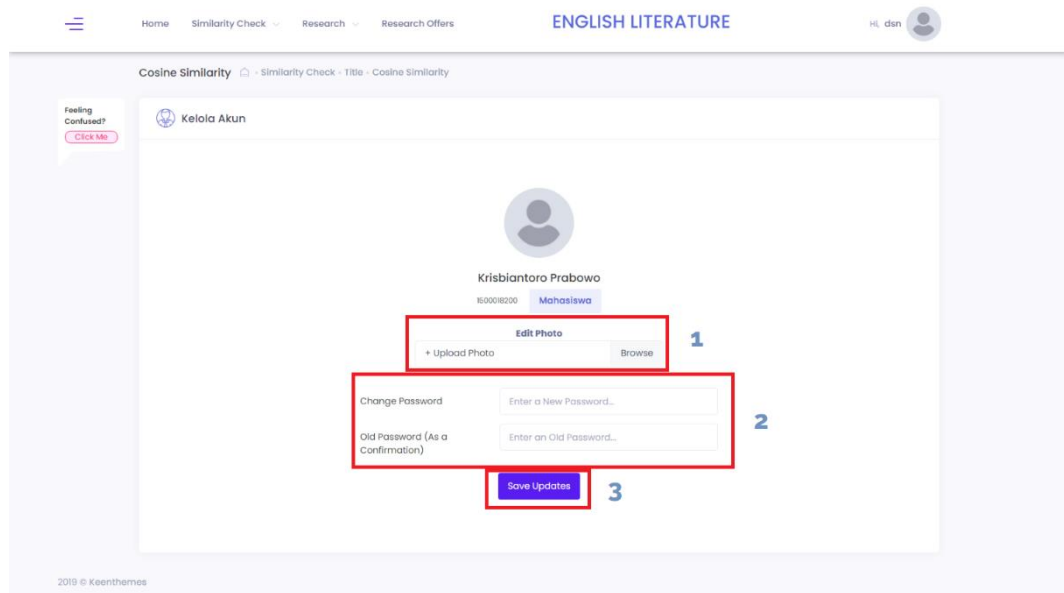 Home Similarity Check Research Research Offers ENGLISH LITERATURE Hi, dsn
Cosine Similarity - Similarity Check - Title - Cosine Similarity
Feeling
Confused?
Click Me
Kelola Akun
Krisbiantoro Prabowo
1500018200 Mahasiswa
Edit Photo
+ Upload Photo Browse
1
Change Password Enter a New Password...
2
Old Password (As a
Confirmation) Enter an Old Password...
Save Updates
3
2019 © Keenthemes